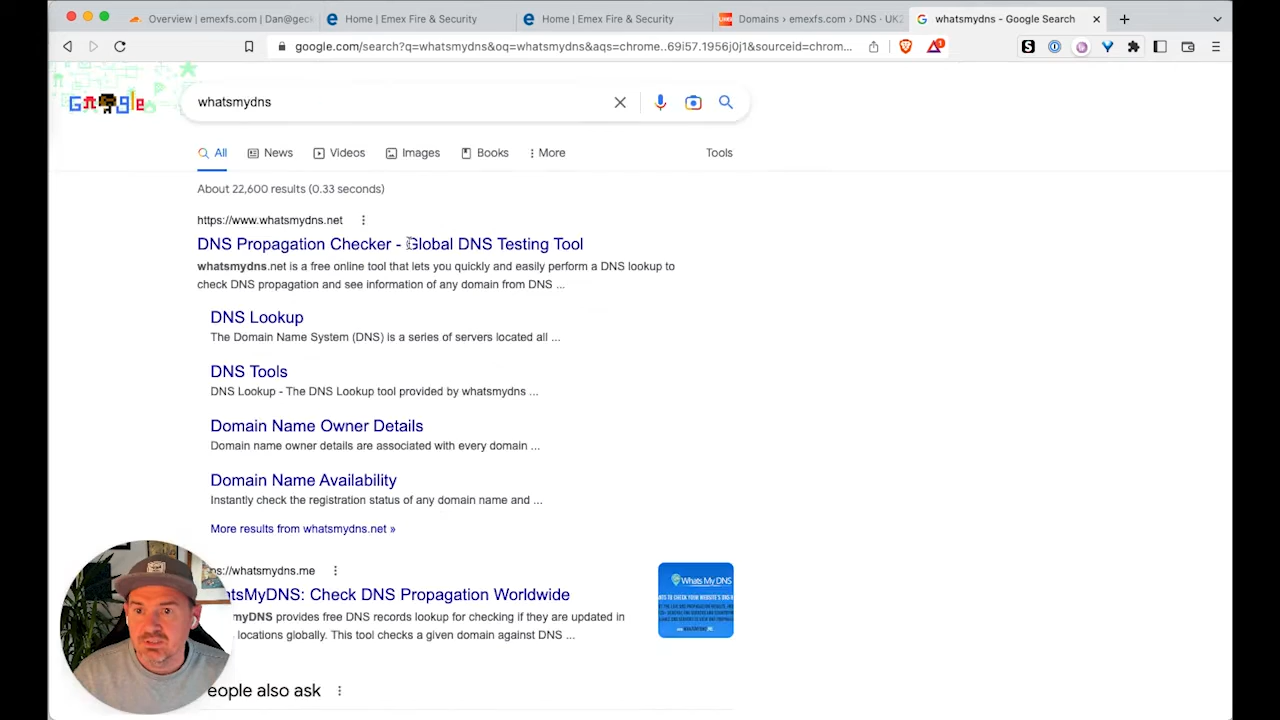 Overview | emexfs.com | Dan@geck
Home | Emex Fire & Security
Home | Emex Fire & Security
Domains › emexfs.com › DNS · UK2
whatsmydns - Google Search
google.com/search?q=whatsmydns&oq=whatsmydns&aqs=chrome..69i57.1956j0j1&sourceid=chrom...
1
Google
whatsmydns
All
News
Videos
Images
Books
More
Tools
About 22,600 results (0.33 seconds)
https://www.whatsmydns.net
DNS Propagation Checker - Global DNS Testing Tool
whatsmydns.net is a free online tool that lets you quickly and easily perform a DNS lookup to
check DNS propagation and see information of any domain from DNS ...
DNS Lookup
The Domain Name System (DNS) is a series of servers located all ...
DNS Tools
DNS Lookup - The DNS Lookup tool provided by whatsmydns ...
Domain Name Owner Details
Domain name owner details are associated with every domain ...
Domain Name Availability
Instantly check the registration status of any domain name and ...
More results from whatsmydns.net »
ps://whatsmydns.me
atsMyDNS: Check DNS Propagation Worldwide
myDNS provides free DNS records lookup for checking if they are updated in
locations globally. This tool checks a given domain against DNS ...
Whats My DNS
eople also ask